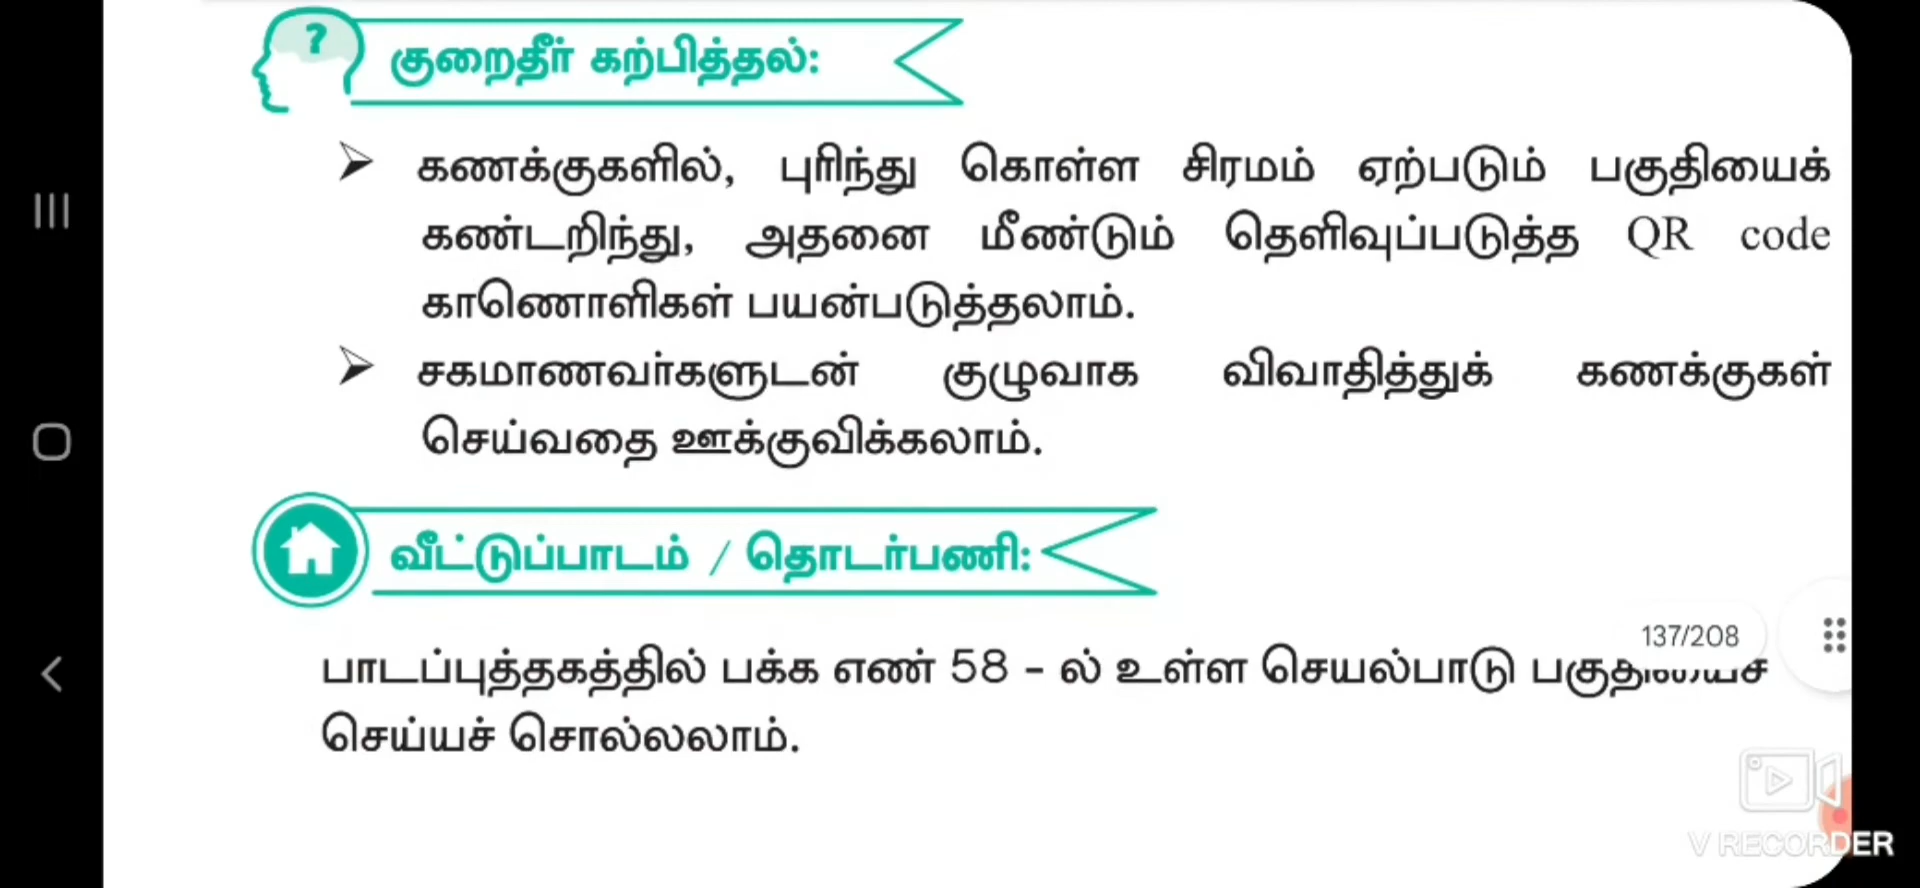 ?
குறைதீர் கற்பித்தல்:
➢ கணக்குகளில், புரிந்து கொள்ள சிரமம் ஏற்படும் பகுதியைக்
கண்டறிந்து, அதனை மீண்டும் தெளிவுப்படுத்த QR code
காணொளிகள் பயன்படுத்தலாம்.
➢ சகமாணவர்களுடன் குழுவாக விவாதித்துக் கணக்குகள்
செய்வதை ஊக்குவிக்கலாம்.
வீட்டுப்பாடம் / தொடர்பணி:
137/208
பாடப்புத்தகத்தில் பக்க எண் 58 - ல் உள்ள செயல்பாடு பகுதியைச்
செய்யச் சொல்லலாம்.
V RECORDER